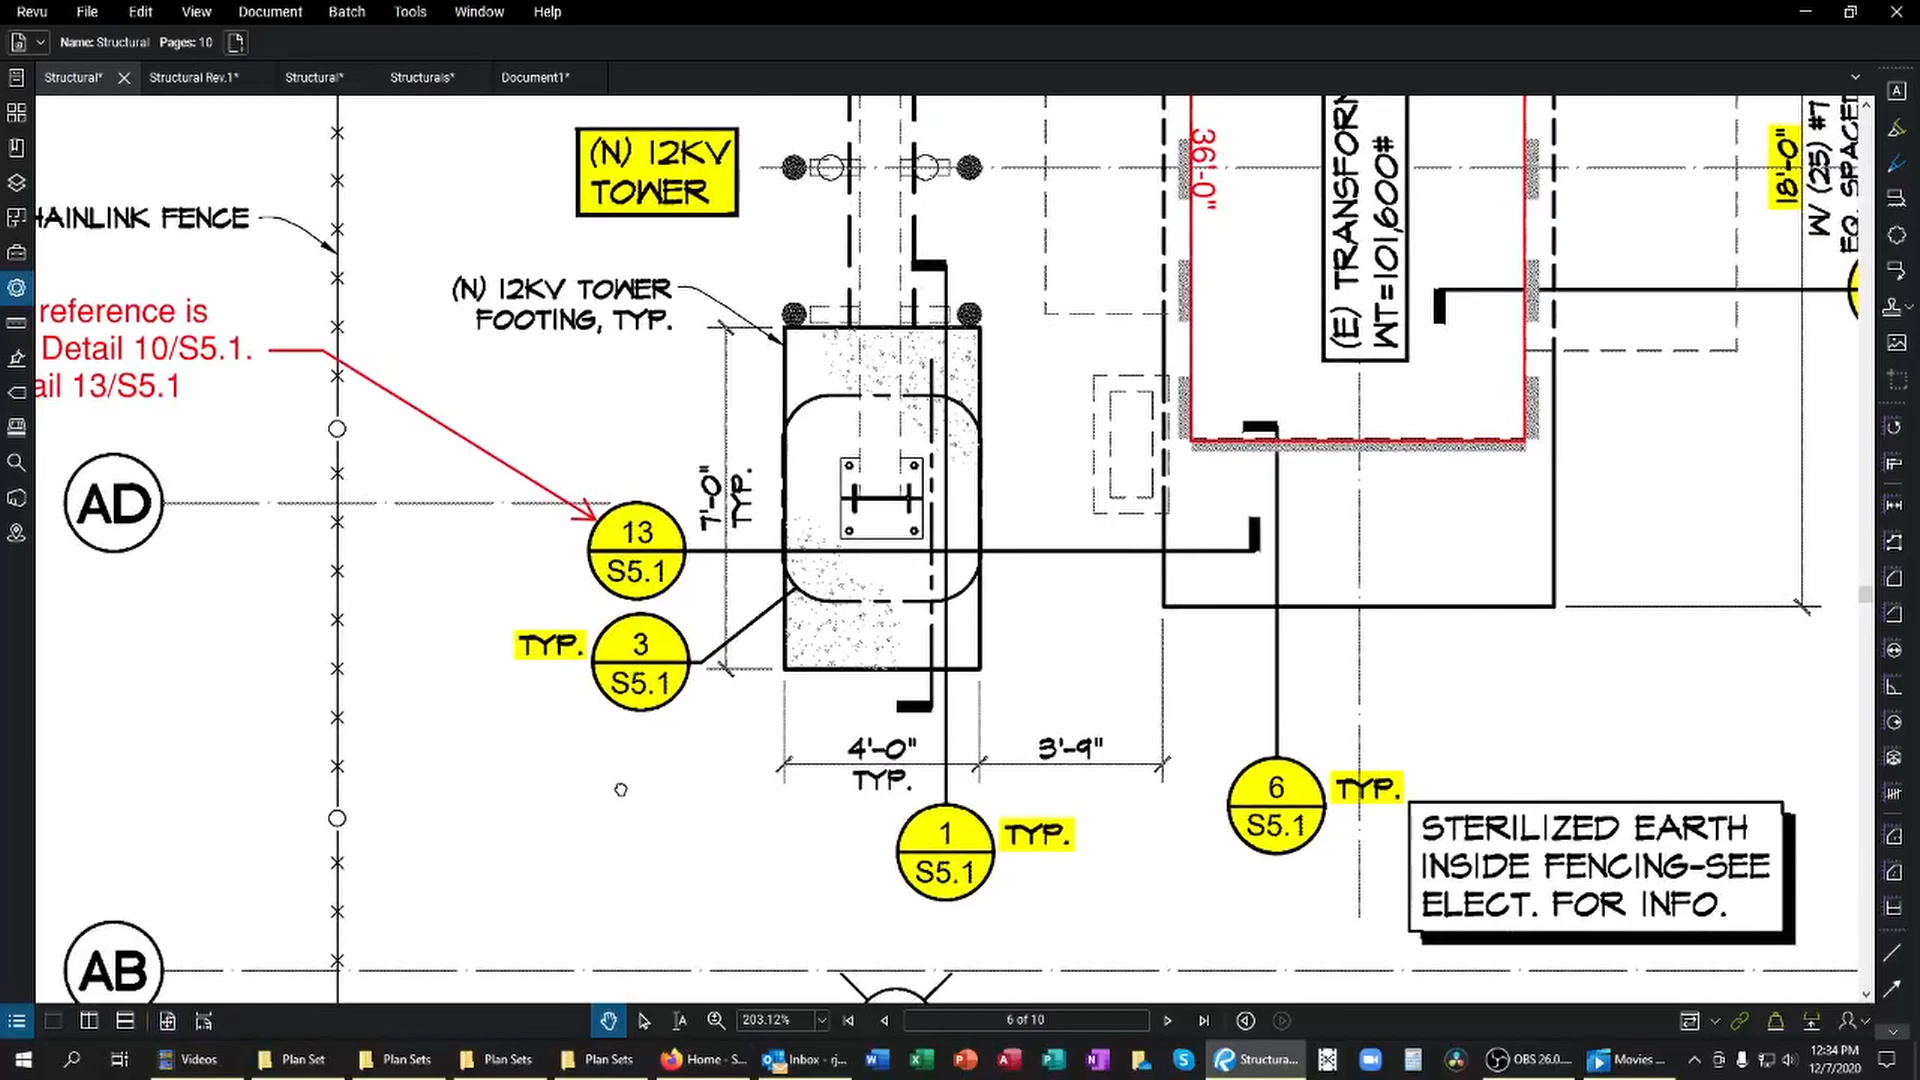 Revu File Edit View Document Batch Tools Window Help
Name: Structural Pages: 10
Structural* Structural Rev.1* Structural* Structurals* Document1*
(N) 12KV
TOWER
HAINLINK FENCE
(N) 12KV TOWER
FOOTING, TYP.
reference is
Detail 10/S5.1.
ail 13/S5.1
36'-0"
(E) TRANSFORM
WT=101,600#
18'-0"
W/ (25) #7
EQ. SPACE
AD
13
S5.1
7'-0"
TYP.
TYP.
3
S5.1
4'-0"
TYP.
3'-9"
1
S5.1
TYP.
6
S5.1
TYP.
STERILIZED EARTH
INSIDE FENCING-SEE
ELECT. FOR INFO.
AB
203.12% 6 of 10
Videos Plan Set Plan Sets Plan Sets Plan Sets Home - S... Inbox - rj... Structura... OBS 26.0.... Movies ... 12:34 PM
12/7/2020